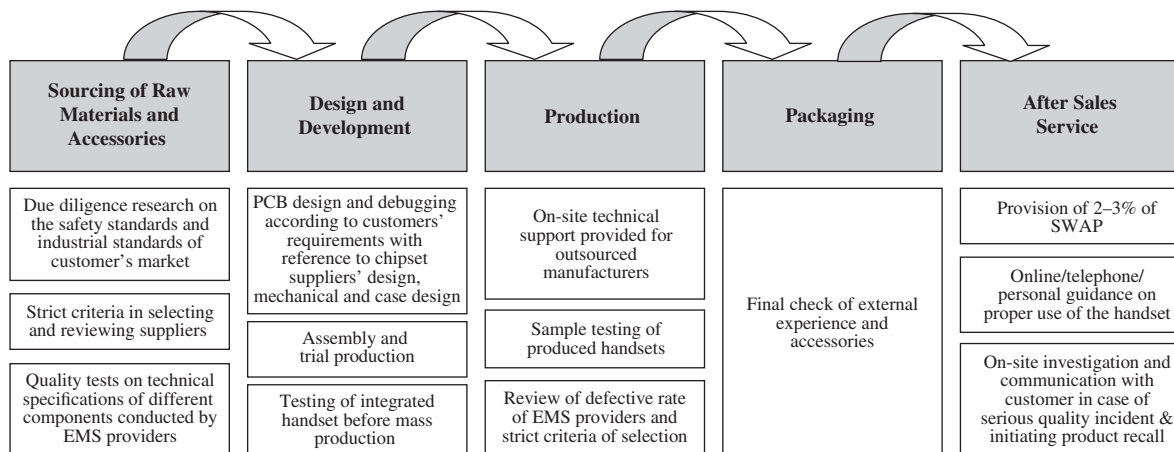 Sourcing of Raw
Materials and
Accessories
Design and
Development
Production
Packaging
After Sales
Service
Due diligence research on
the safety standards and
industrial standards of
customer's market
Strict criteria in selecting
and reviewing suppliers
Quality tests on technical
specifications of different
components conducted by
EMS providers
PCB design and debugging
according to customers'
requirements with
reference to chipset
suppliers' design,
mechanical and case design
Assembly and
trial production
Testing of integrated
handset before mass
production
On-site technical
support provided for
outsourced
manufacturers
Sample testing of
produced handsets
Review of defective rate
of EMS providers and
strict criteria of selection
Final check of external
experience and
accessories
Provision of 2–3% of
SWAP
Online/telephone/
personal guidance on
proper use of the handset
On-site investigation and
communication with
customer in case of
serious quality incident &
initiating product recall